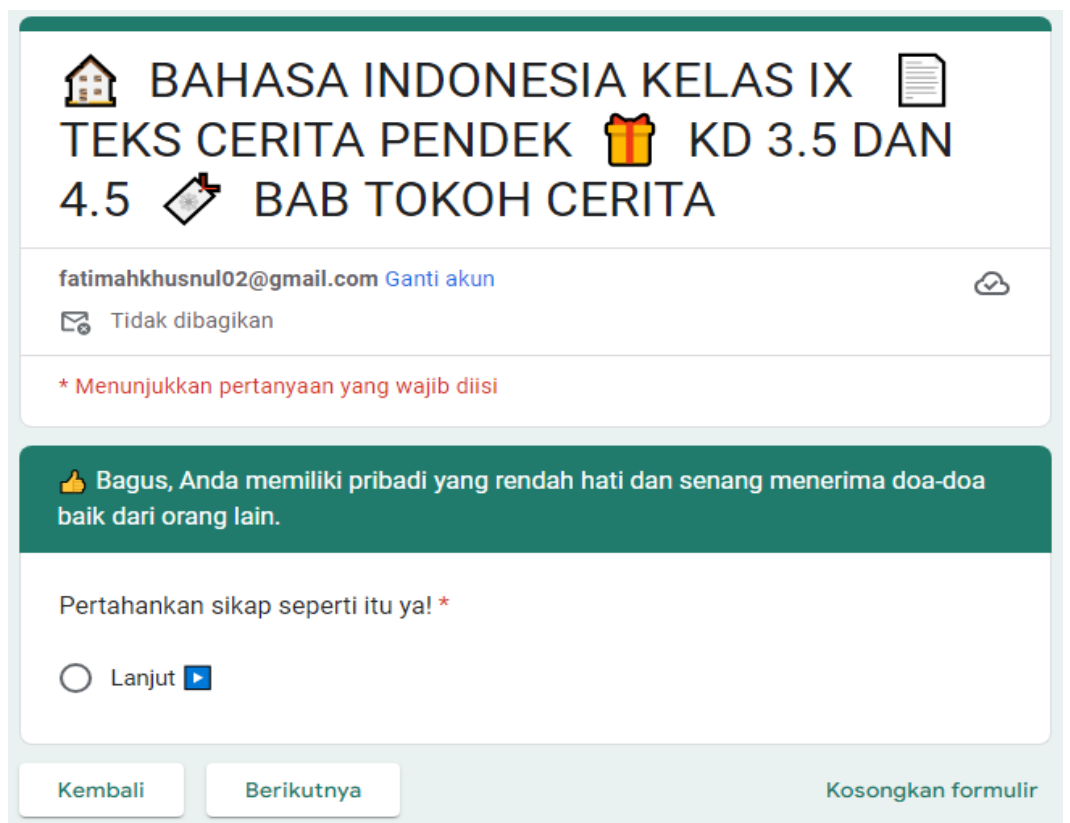 🏠 BAHASA INDONESIA KELAS IX 📄
TEKS CERITA PENDEK 🎁 KD 3.5 DAN
4.5 🏷 BAB TOKOH CERITA
fatimahkhusnul02@gmail.com Ganti akun
Tidak dibagikan
* Menunjukkan pertanyaan yang wajib diisi
👍 Bagus, Anda memiliki pribadi yang rendah hati dan senang menerima doa-doa
baik dari orang lain.
Pertahankan sikap seperti itu ya! *
Lanjut ▶️
Kembali Berikutnya Kosongkan formulir